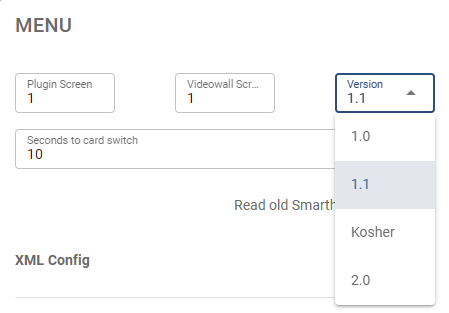 MENU
Plugin Screen
1
Videowall Scr...
1
Version
1.1
Seconds to card switch
10
1.0
1.1
Read old Smarth
Kosher
XML Config
2.0